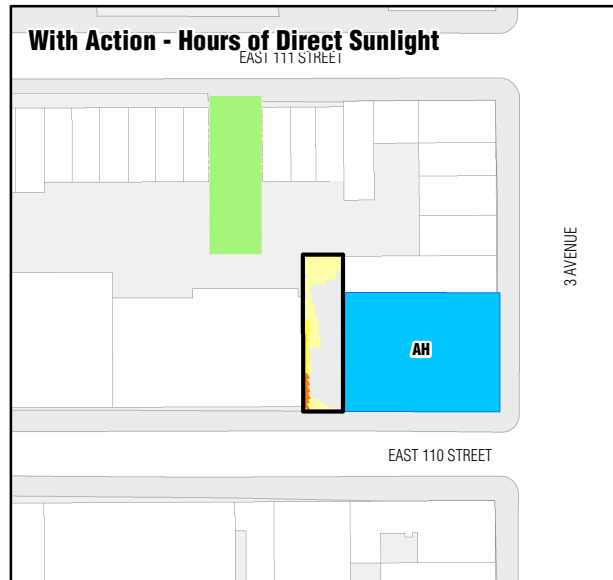 With Action - Hours of Direct Sunlight
EAST 111 STREET
3 AVENUE
AH
EAST 110 STREET